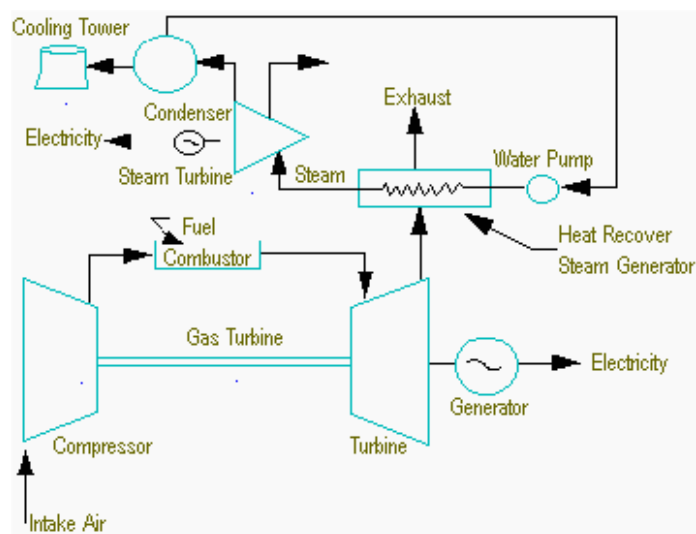 Cooling Tower
Condenser
Exhaust
Electricity
Steam Turbine
Steam
Water Pump
Fuel
Combustor
Heat Recover
Steam Generator
Gas Turbine
Electricity
Generator
Compressor
Turbine
Intake Air